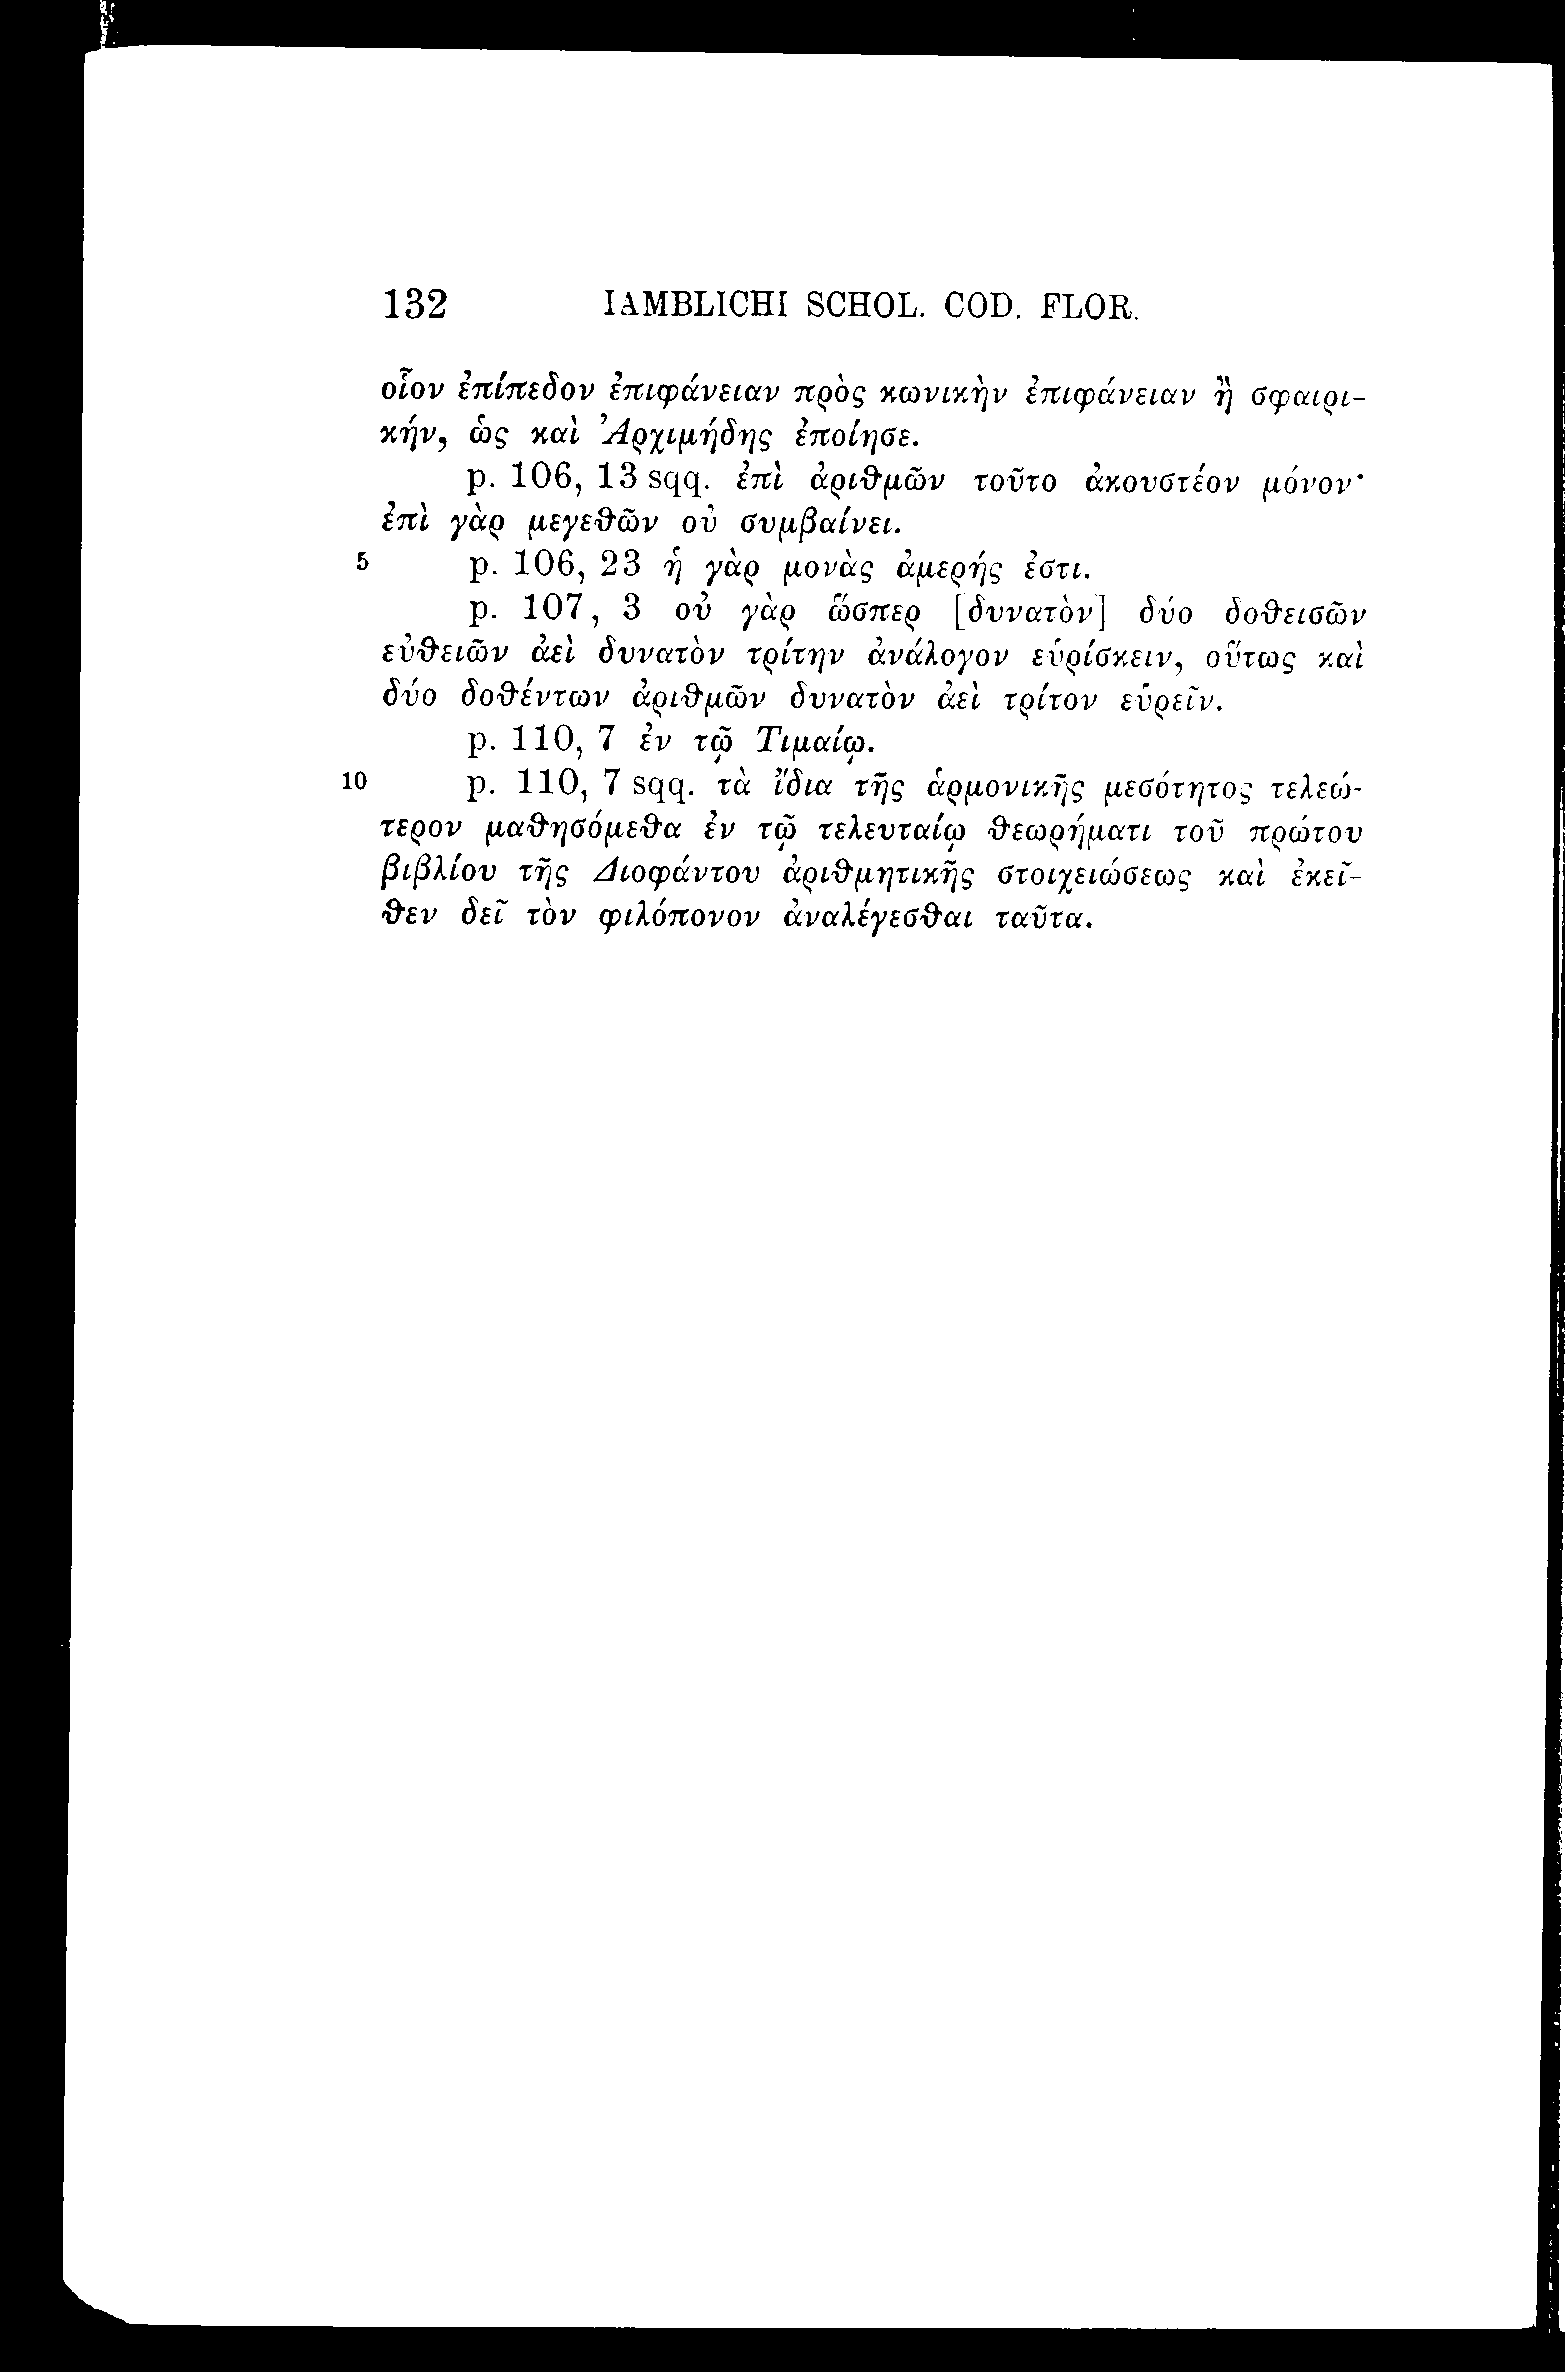 132 IAMBLICHI SCHOL. COD. FLOR.
οἷον ἐπίπεδον ἐπιφάνειαν πρὸς κωνικὴν ἐπιφάνειαν ἢ σφαιρι-
κήν, ὡς καὶ Ἀρχιμήδης ἐποίησε.
p. 106, 13 sqq. ἐπὶ ἀριθμῶν τοῦτο ἀκουστέον μόνον·
ἐπὶ γὰρ μεγεθῶν οὐ συμβαίνει.
5 p. 106, 23 ἡ γὰρ μονὰς ἀμερής ἐστι.
p. 107, 3 οὐ γὰρ ὥσπερ [δυνατὸν] δύο δοθεισῶν
εὐθειῶν ἀεὶ δυνατὸν τρίτην ἀνάλογον εὑρίσκειν, οὕτως καὶ
δύο δοθέντων ἀριθμῶν δυνατὸν ἀεὶ τρίτον εὑρεῖν.
p. 110, 7 ἐν τῷ Τιμαίῳ.
10 p. 110, 7 sqq. τὰ ἴδια τῆς ἁρμονικῆς μεσότητος τελεώ-
τερον μαθησόμεθα ἐν τῷ τελευταίῳ θεωρήματι τοῦ πρώτου
βιβλίου τῆς Διοφάντου ἀριθμητικῆς στοιχειώσεως καὶ ἐκεῖ-
θεν δεῖ τὸν φιλόπονον ἀναλέγεσθαι ταῦτα.